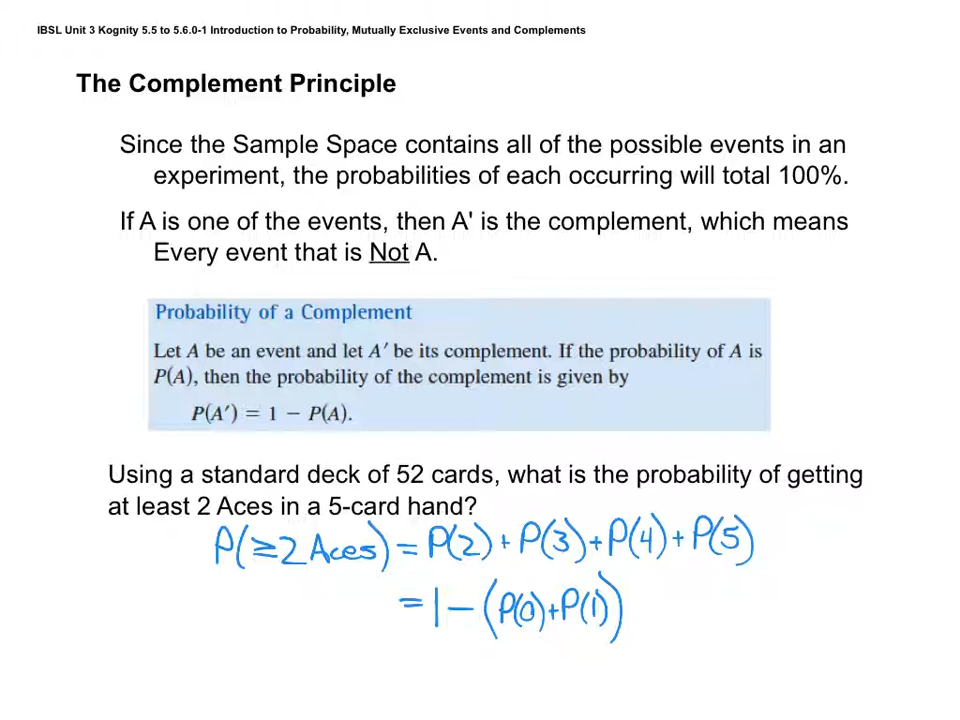 IBSL Unit 3 Kognity 5.5 to 5.6.0-1 Introduction to Probability, Mutually Exclusive Events and Complements
The Complement Principle
Since the Sample Space contains all of the possible events in an
experiment, the probabilities of each occurring will total 100%.
If A is one of the events, then A' is the complement, which means
Every event that is Not A.
Probability of a Complement
Let A be an event and let A′ be its complement. If the probability of A is
P(A), then the probability of the complement is given by
P(A′) = 1 − P(A).
Using a standard deck of 52 cards, what is the probability of getting
at least 2 Aces in a 5-card hand?
P(≥2 Aces) = P(2) + P(3) + P(4) + P(5)
= 1 − (P(0) + P(1))